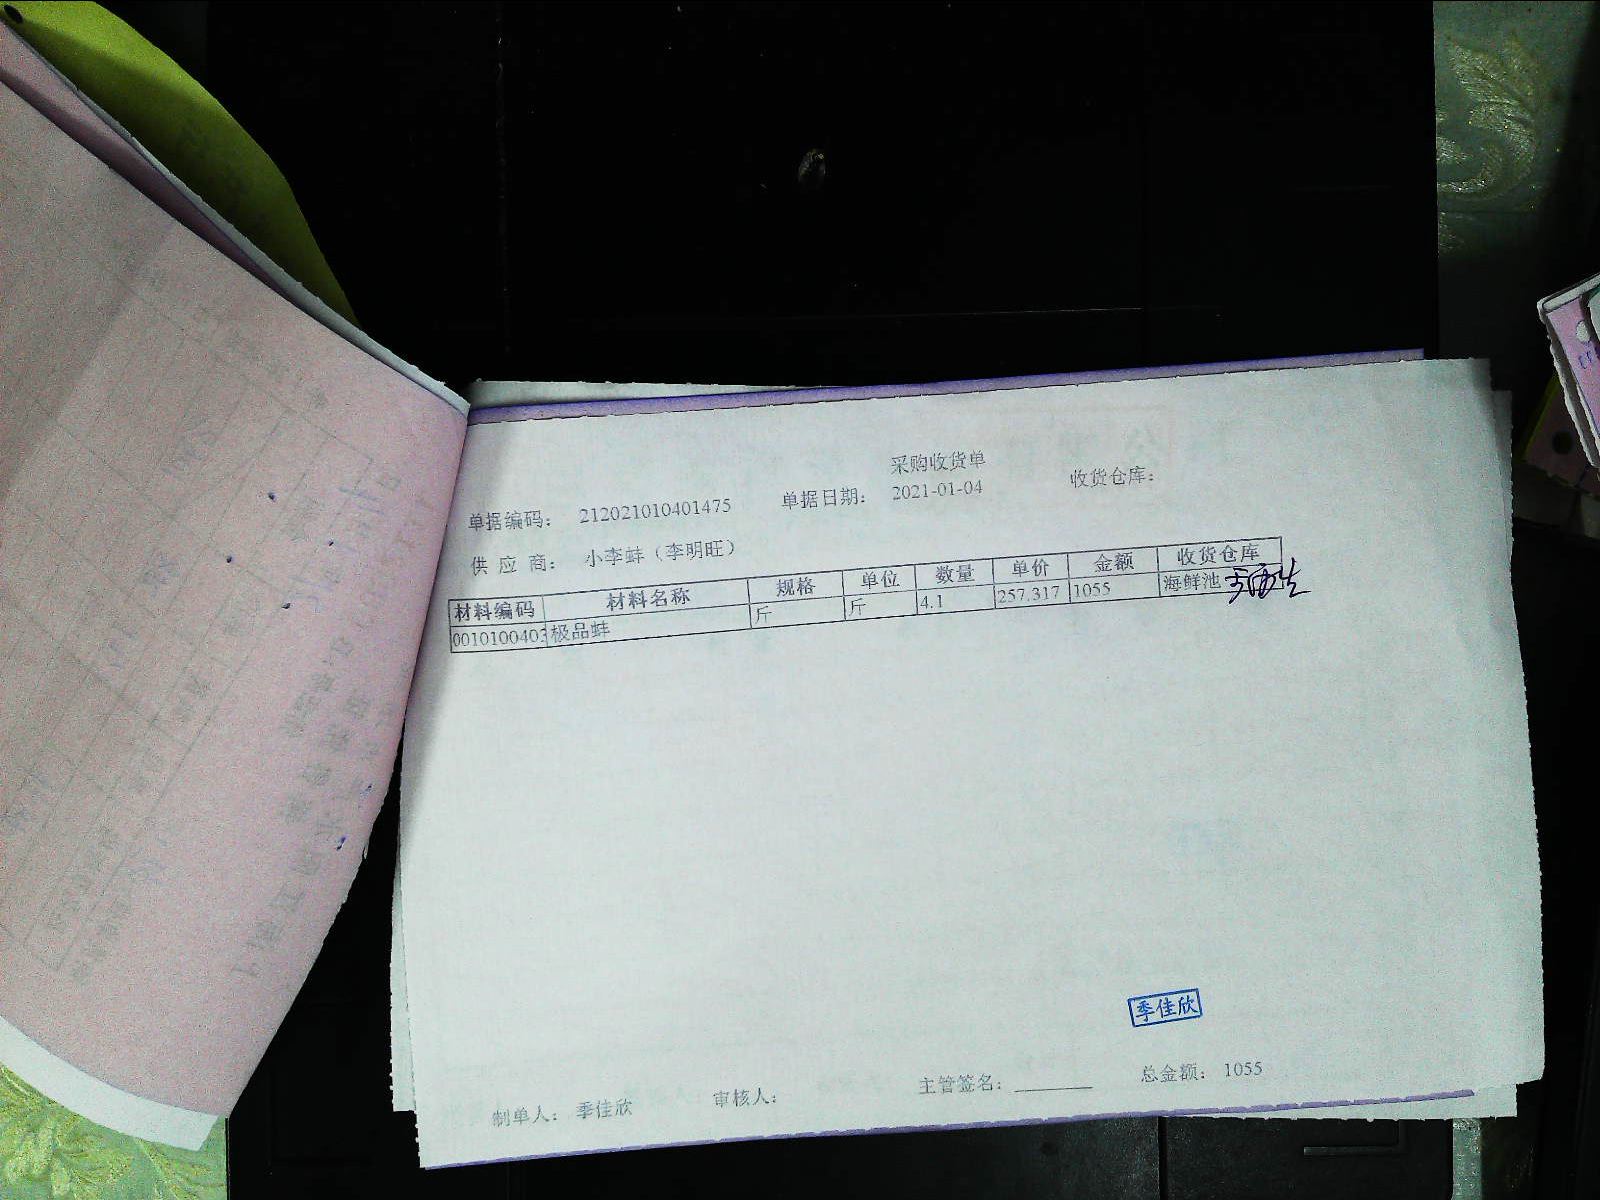 采购收货单
单据编码： 212021010401475 单据日期： 2021-01-04 收货仓库：
供 应 商： 小李蚌（李明旺）
材料编码 材料名称 规格 单位 数量 单价 金额 收货仓库
0010100403 极品蚌 斤 斤 4.1 257.317 1055 海鲜池
季佳欣
制单人： 季佳欣 审核人： 主管签名：________ 总金额： 1055